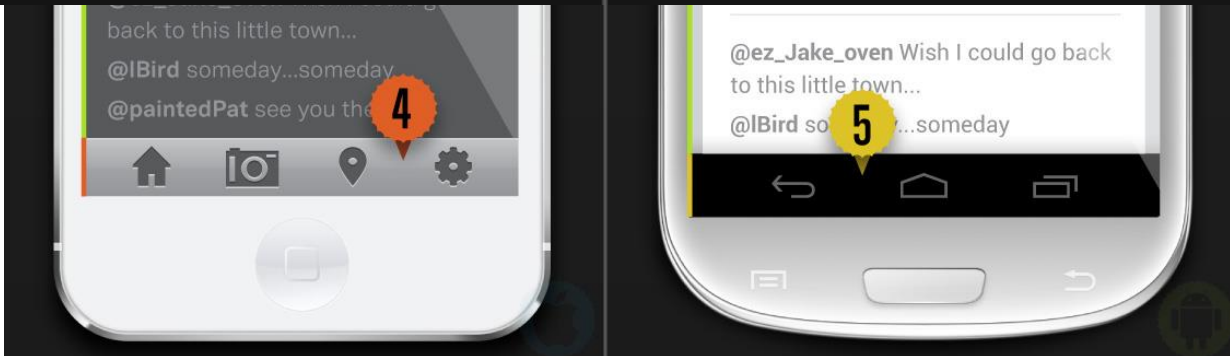 back to this little town...
@lBird someday...someday
@paintedPat see you the
4
@ez_Jake_oven Wish I could go back
to this little town...
@lBird so ...someday
5